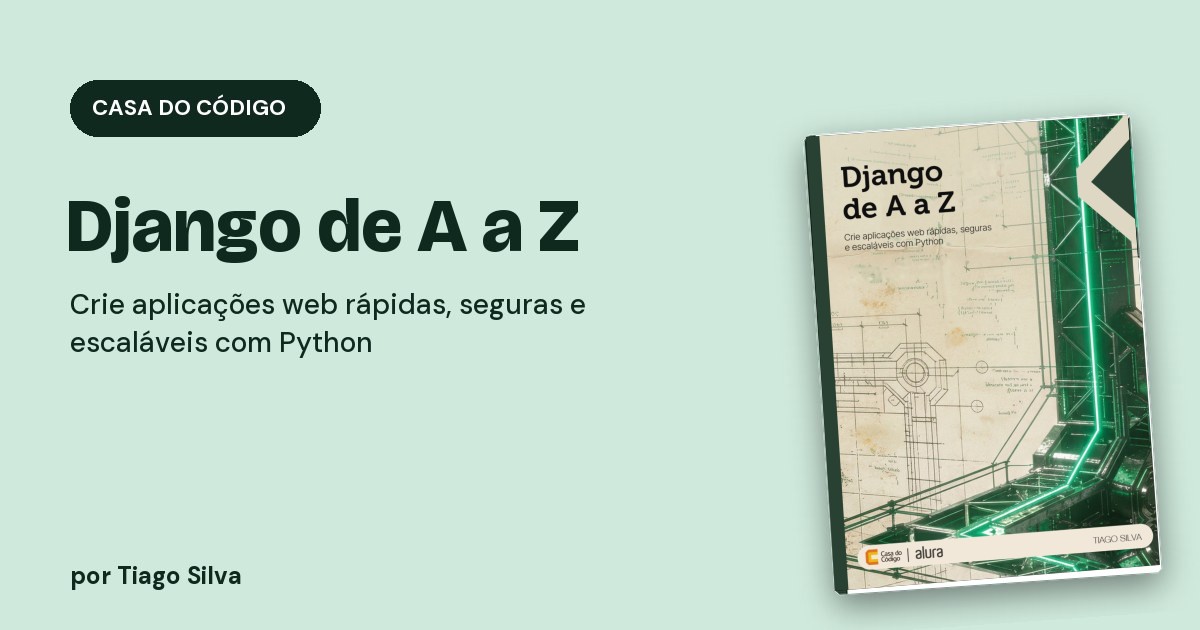 CASA DO CÓDIGO
Django de A a Z
Crie aplicações web rápidas, seguras e
escaláveis com Python
por Tiago Silva
Django
de A a Z
Crie aplicações web rápidas, seguras
e escaláveis com Python
Casa do
Código
alura
TIAGO SILVA